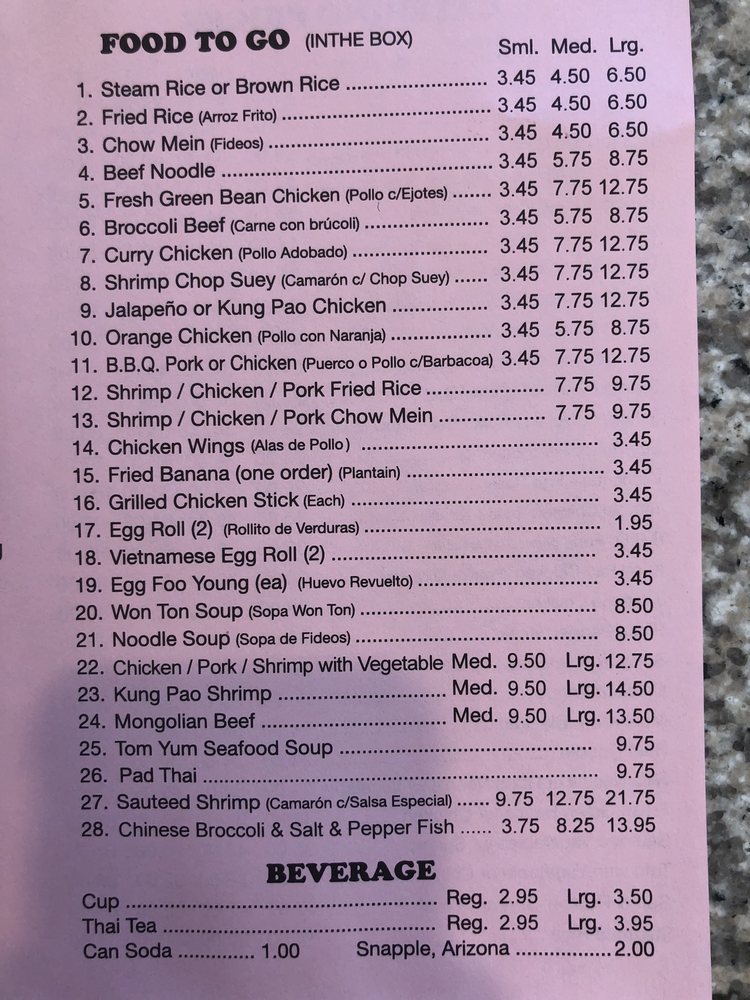 FOOD TO GO (INTHE BOX) Sml. Med. Lrg.
1. Steam Rice or Brown Rice ........................ 3.45 4.50 6.50
2. Fried Rice (Arroz Frito) ................................... 3.45 4.50 6.50
3. Chow Mein (Fideos) ..................................... 3.45 4.50 6.50
4. Beef Noodle ............................................. 3.45 5.75 8.75
5. Fresh Green Bean Chicken (Pollo c/Ejotes) ....... 3.45 7.75 12.75
6. Broccoli Beef (Carne con brúcoli) ..................... 3.45 5.75 8.75
7. Curry Chicken (Pollo Adobado) ...................... 3.45 7.75 12.75
8. Shrimp Chop Suey (Camarón c/ Chop Suey) ...... 3.45 7.75 12.75
9. Jalapeño or Kung Pao Chicken ................ 3.45 7.75 12.75
10. Orange Chicken (Pollo con Naranja) ................. 3.45 5.75 8.75
11. B.B.Q. Pork or Chicken (Puerco o Pollo c/Barbacoa) 3.45 7.75 12.75
12. Shrimp / Chicken / Pork Fried Rice .................... 7.75 9.75
13. Shrimp / Chicken / Pork Chow Mein .................. 7.75 9.75
14. Chicken Wings (Alas de Pollo) ........................................ 3.45
15. Fried Banana (one order) (Plantain) ................................. 3.45
16. Grilled Chicken Stick (Each) .......................................... 3.45
17. Egg Roll (2) (Rollito de Verduras) ........................................ 1.95
18. Vietnamese Egg Roll (2) ............................................. 3.45
19. Egg Foo Young (ea) (Huevo Revuelto) .............................. 3.45
20. Won Ton Soup (Sopa Won Ton) ........................................ 8.50
21. Noodle Soup (Sopa de Fideos) ......................................... 8.50
22. Chicken / Pork / Shrimp with Vegetable Med. 9.50 Lrg. 12.75
23. Kung Pao Shrimp ............................. Med. 9.50 Lrg. 14.50
24. Mongolian Beef ................................ Med. 9.50 Lrg. 13.50
25. Tom Yum Seafood Soup ............................................ 9.75
26. Pad Thai .................................................................... 9.75
27. Sauteed Shrimp (Camarón c/Salsa Especial) ...... 9.75 12.75 21.75
28. Chinese Broccoli & Salt & Pepper Fish ...... 3.75 8.25 13.95
BEVERAGE
Cup ..................................................... Reg. 2.95 Lrg. 3.50
Thai Tea .............................................. Reg. 2.95 Lrg. 3.95
Can Soda ............. 1.00 Snapple, Arizona .................2.00